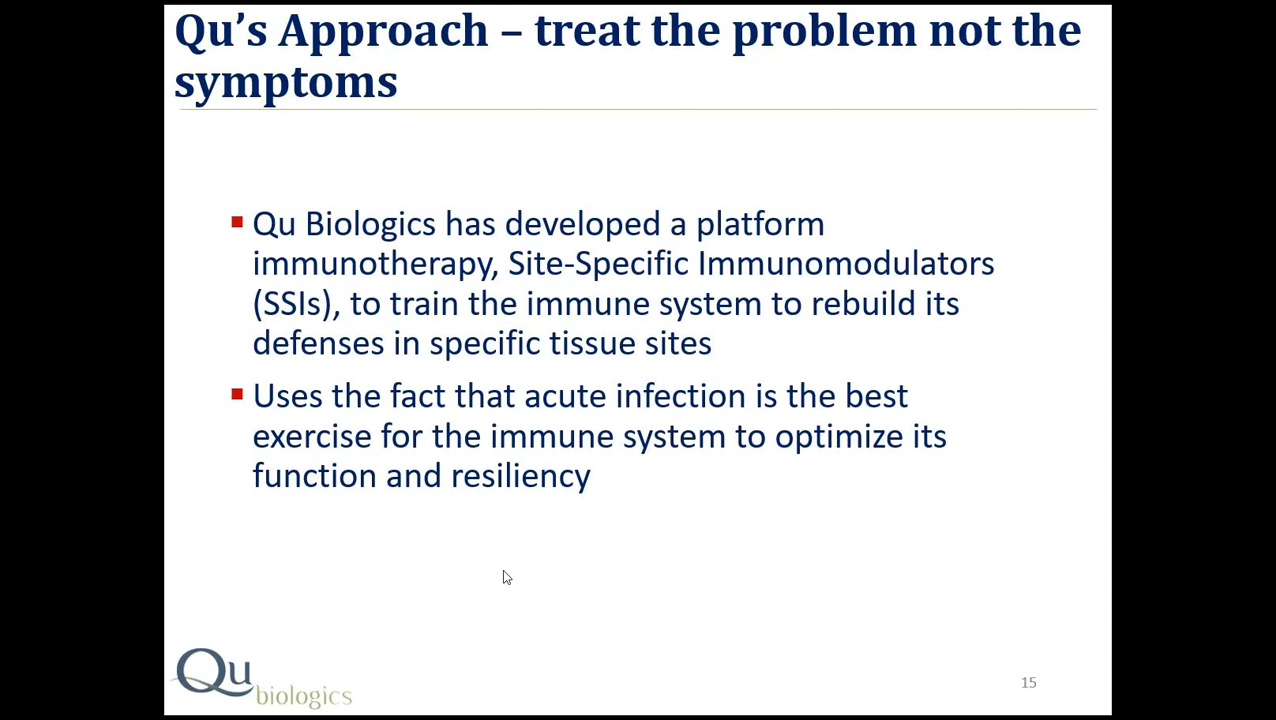 Qu’s Approach – treat the problem not the
symptoms
Qu Biologics has developed a platform
immunotherapy, Site-Specific Immunomodulators
(SSIs), to train the immune system to rebuild its
defenses in specific tissue sites
Uses the fact that acute infection is the best
exercise for the immune system to optimize its
function and resiliency
Qu
biologics
15